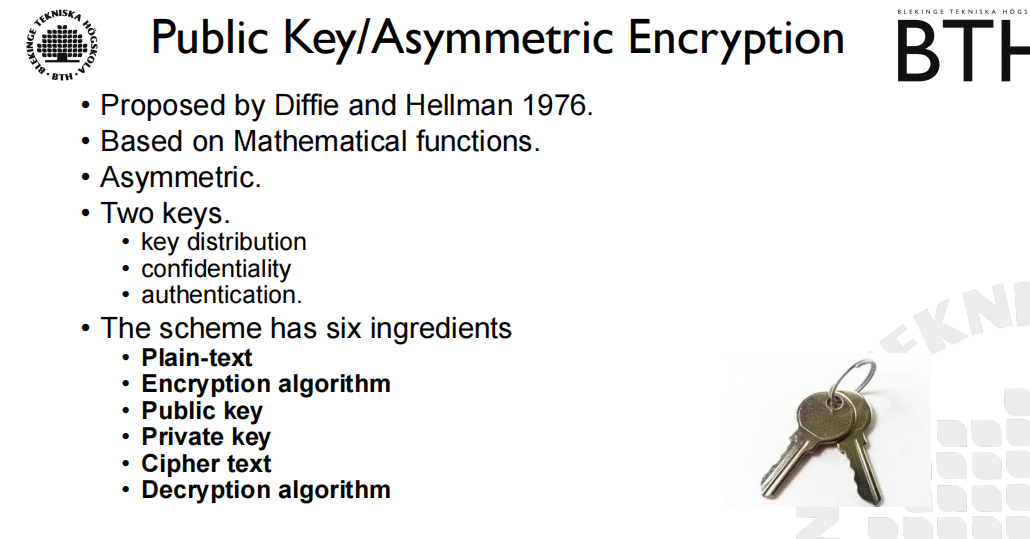 BLEKINGE TEKNISKA HÖGSKOLA · BTH ·
Public Key/Asymmetric Encryption
BLEKINGE TEKNISKA HÖGS
BTH
• Proposed by Diffie and Hellman 1976.
• Based on Mathematical functions.
• Asymmetric.
• Two keys.
• key distribution
• confidentiality
• authentication.
• The scheme has six ingredients
• Plain-text
• Encryption algorithm
• Public key
• Private key
• Cipher text
• Decryption algorithm